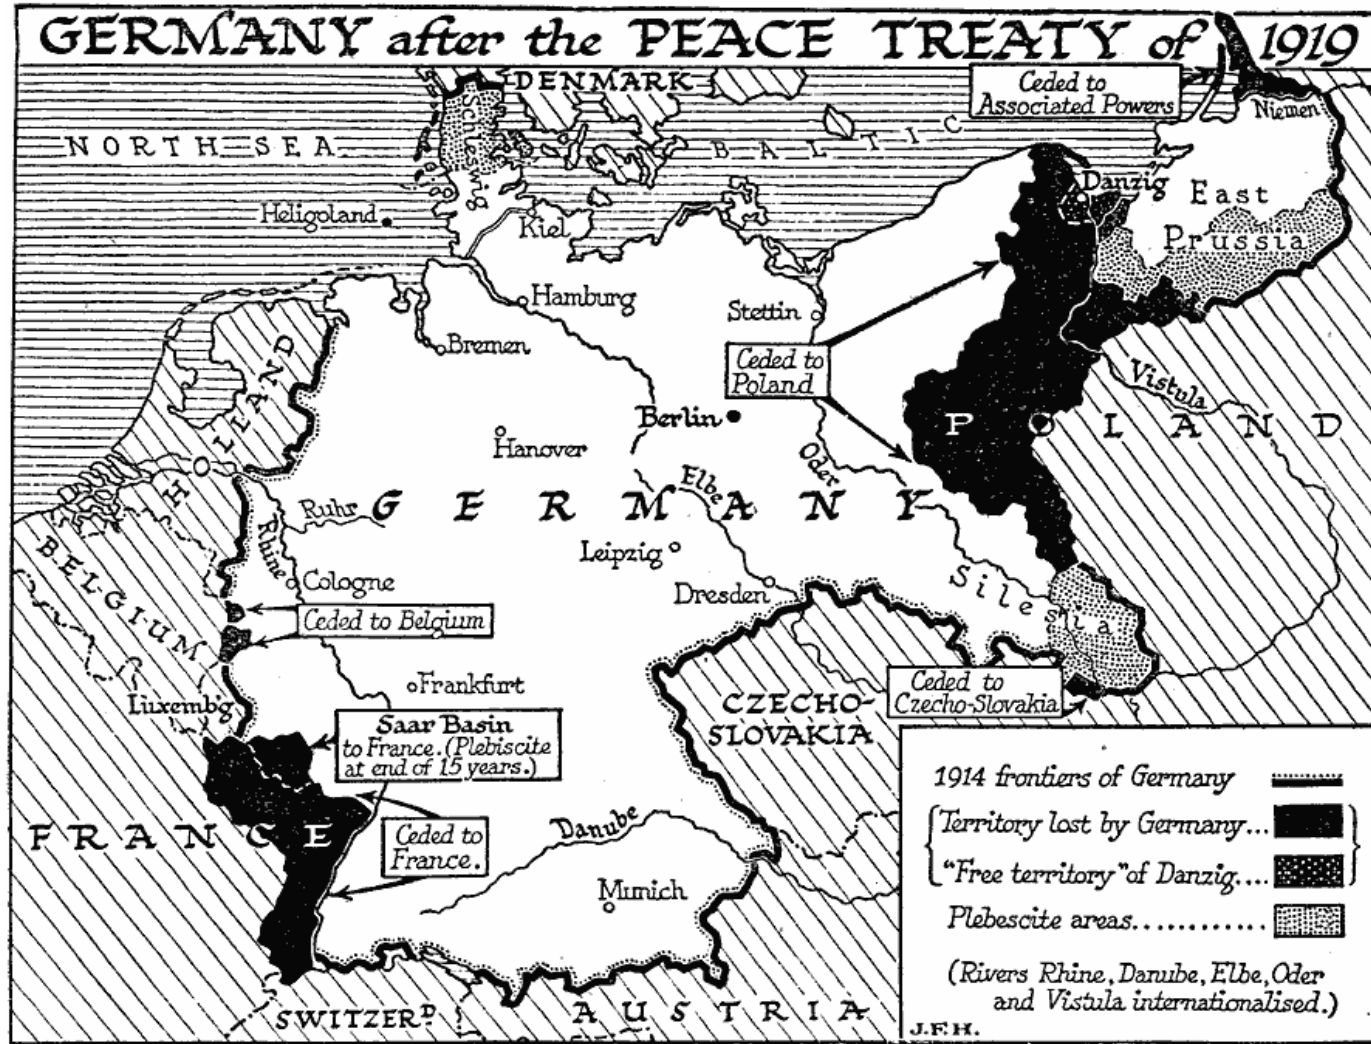 GERMANY after the PEACE TREATY of 1919
DENMARK
Ceded to
Associated Powers
Niemen
NORTH SEA
Schleswig
BALTIC
Danzig
East
Prussia
Heligoland
Kiel
Hamburg
Stettin
Bremen
Ceded to
Poland
Vistula
HOLLAND
Berlin
POLAND
Hanover
Oder
Elbe
Ruhr
GERMANY
Rhine
BELGIUM
Leipzig
Cologne
Silesia
Dresden
Ceded to Belgium
Ceded to
Czecho-Slovakia
Frankfurt
Luxembg
CZECHO-
SLOVAKIA
Saar Basin
to France. (Plebiscite
at end of 15 years.)
FRANCE
Ceded to
France.
Danube
Munich
SWITZERD
AUSTRIA
1914 frontiers of Germany
Territory lost by Germany...
"Free territory" of Danzig....
Plebescite areas............
(Rivers Rhine, Danube, Elbe, Oder
and Vistula internationalised.)
J.F.H.